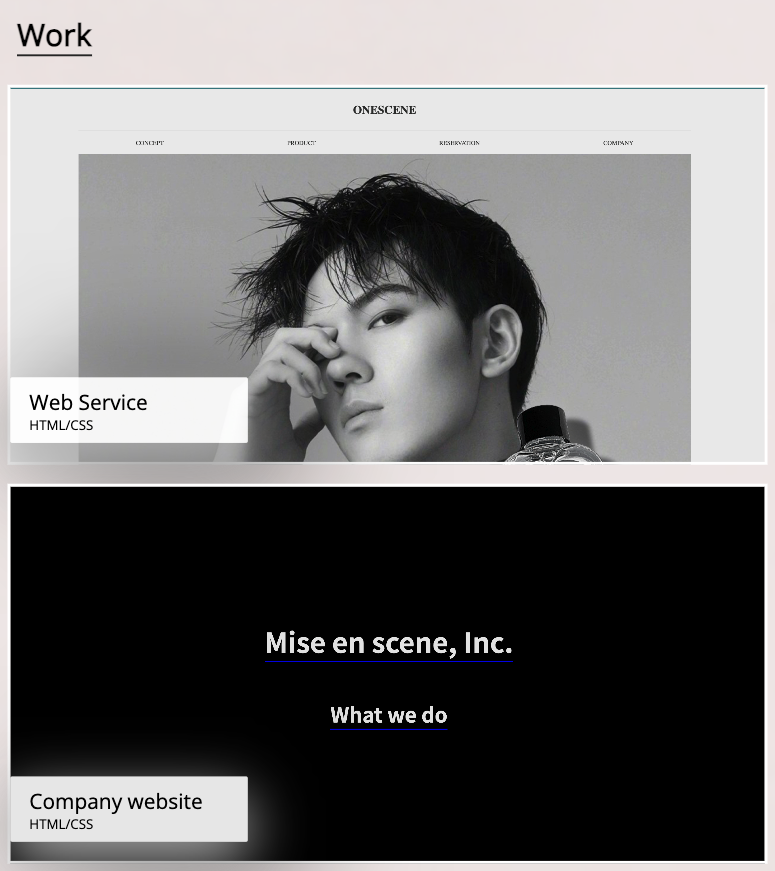 Work
ONESCENE
CONCEPT PRODUCT RESERVATION COMPANY
Web Service
HTML/CSS
Mise en scene, Inc.
What we do
Company website
HTML/CSS